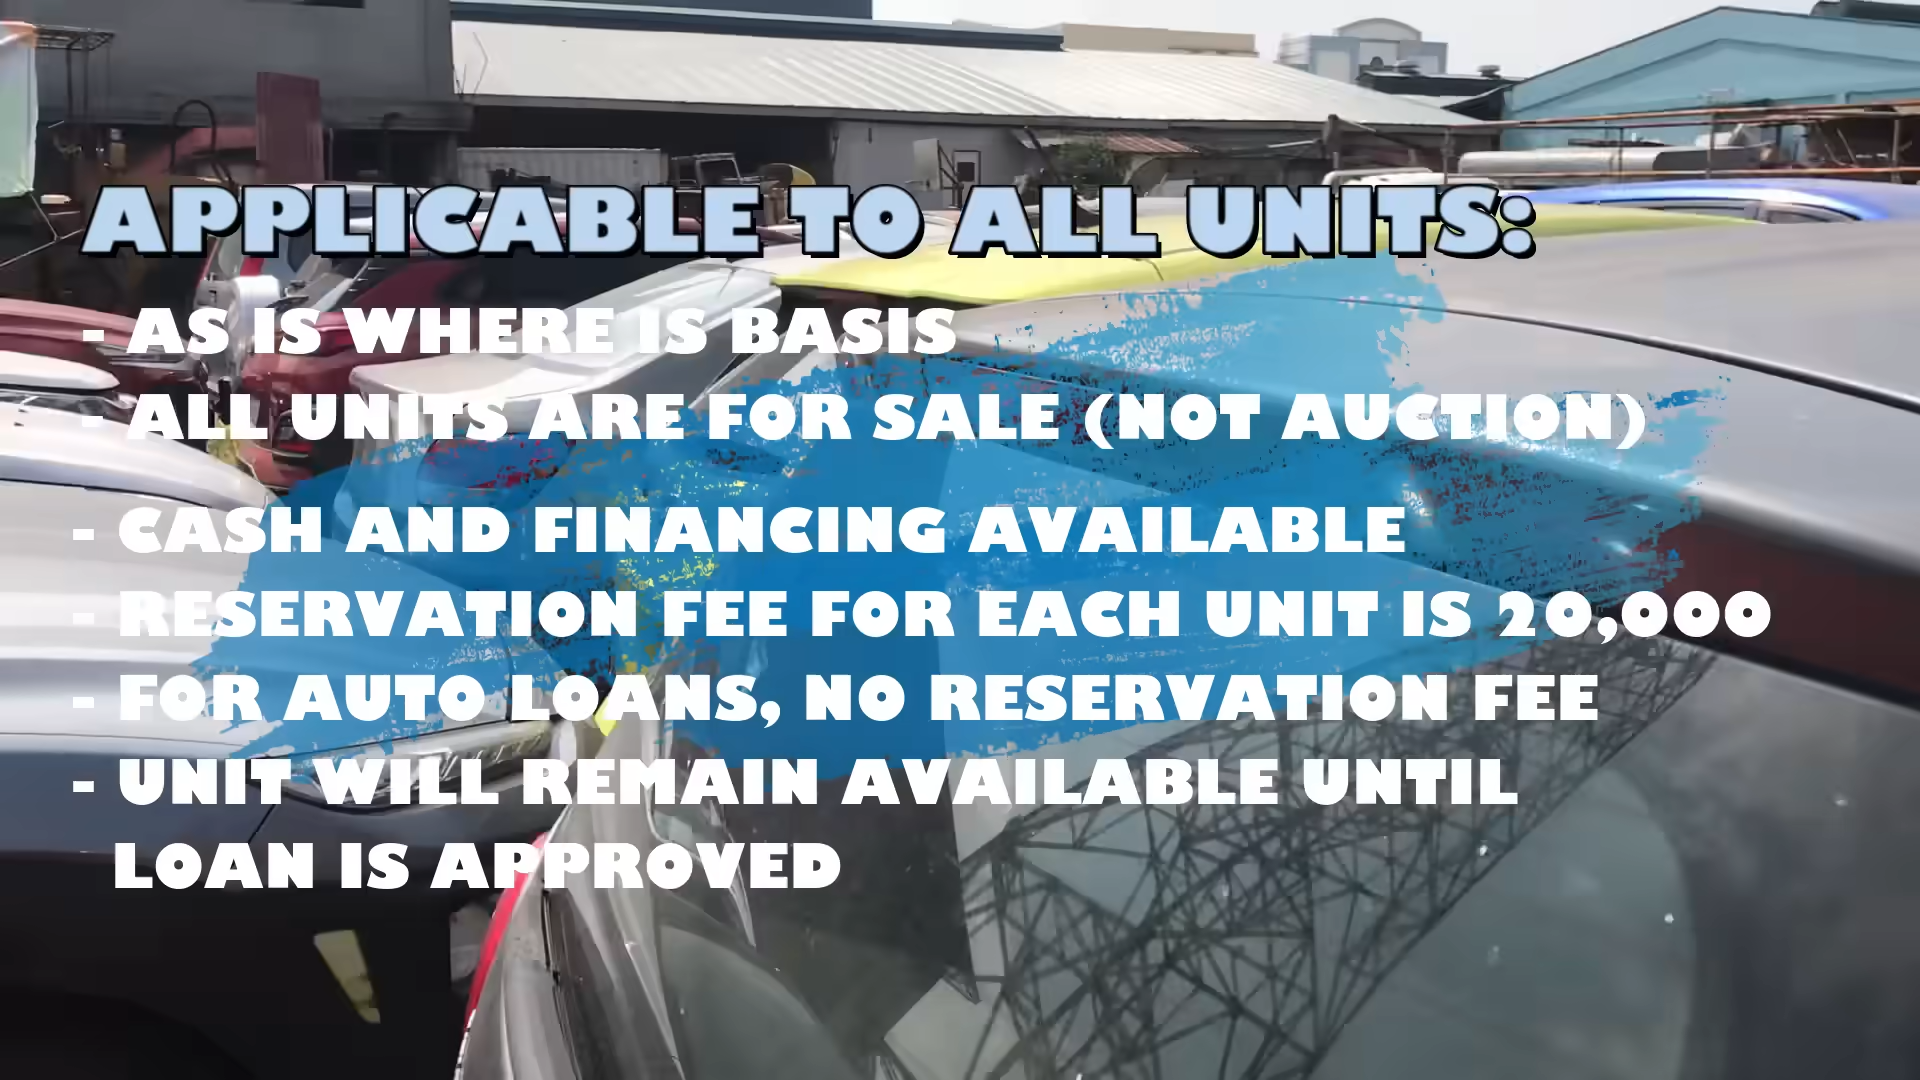 APPLICABLE TO ALL UNITS:
- AS IS WHERE IS BASIS
- ALL UNITS ARE FOR SALE (NOT AUCTION)
- CASH AND FINANCING AVAILABLE
- RESERVATION FEE FOR EACH UNIT IS 20,000
- FOR AUTO LOANS, NO RESERVATION FEE
- UNIT WILL REMAIN AVAILABLE UNTIL
LOAN IS APPROVED